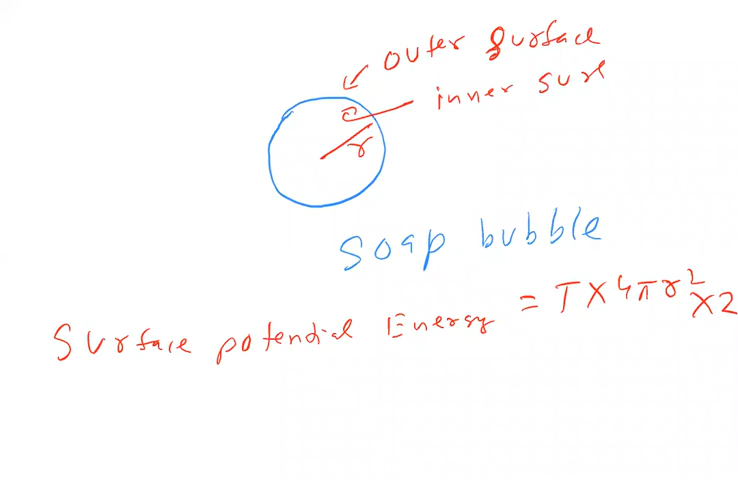 outer surface
inner surf
r
Soap bubble
Surface potential Energy = T×4πr²×2